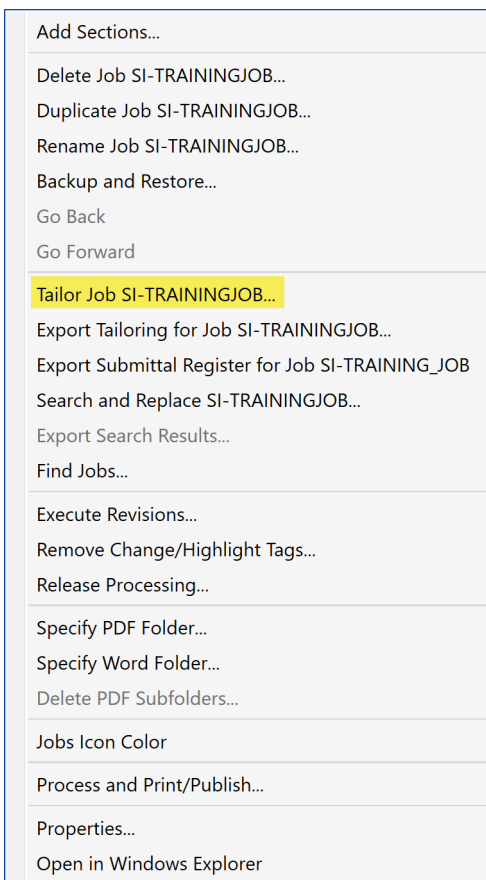 Add Sections...
Delete Job SI-TRAININGJOB...
Duplicate Job SI-TRAININGJOB...
Rename Job SI-TRAININGJOB...
Backup and Restore...
Go Back
Go Forward
Tailor Job SI-TRAININGJOB...
Export Tailoring for Job SI-TRAININGJOB...
Export Submittal Register for Job SI-TRAINING_JOB
Search and Replace SI-TRAININGJOB...
Export Search Results...
Find Jobs...
Execute Revisions...
Remove Change/Highlight Tags...
Release Processing...
Specify PDF Folder...
Specify Word Folder...
Delete PDF Subfolders...
Jobs Icon Color
Process and Print/Publish...
Properties...
Open in Windows Explorer